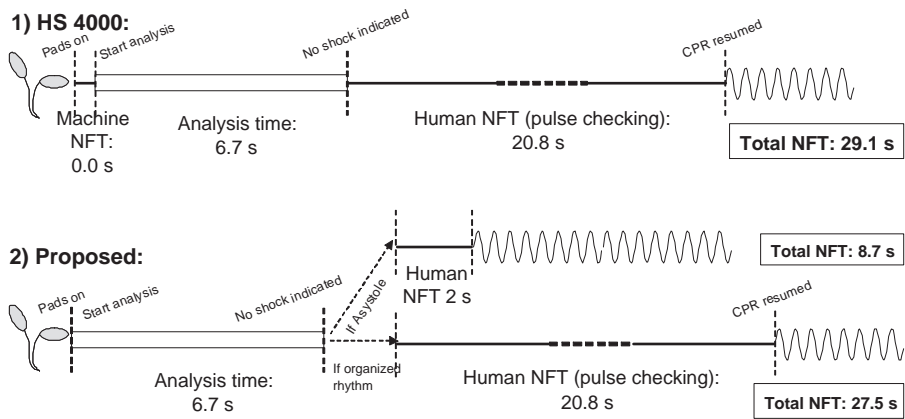 1) HS 4000:
Pads on
Start analysis
No shock indicated
CPR resumed
Machine
NFT:
0.0 s
Analysis time:
6.7 s
Human NFT (pulse checking):
20.8 s
Total NFT: 29.1 s
2) Proposed:
Pads on
Start analysis
No shock indicated
If Asystole
Human
NFT 2 s
Total NFT: 8.7 s
If organized
rhythm
CPR resumed
Analysis time:
6.7 s
Human NFT (pulse checking):
20.8 s
Total NFT: 27.5 s